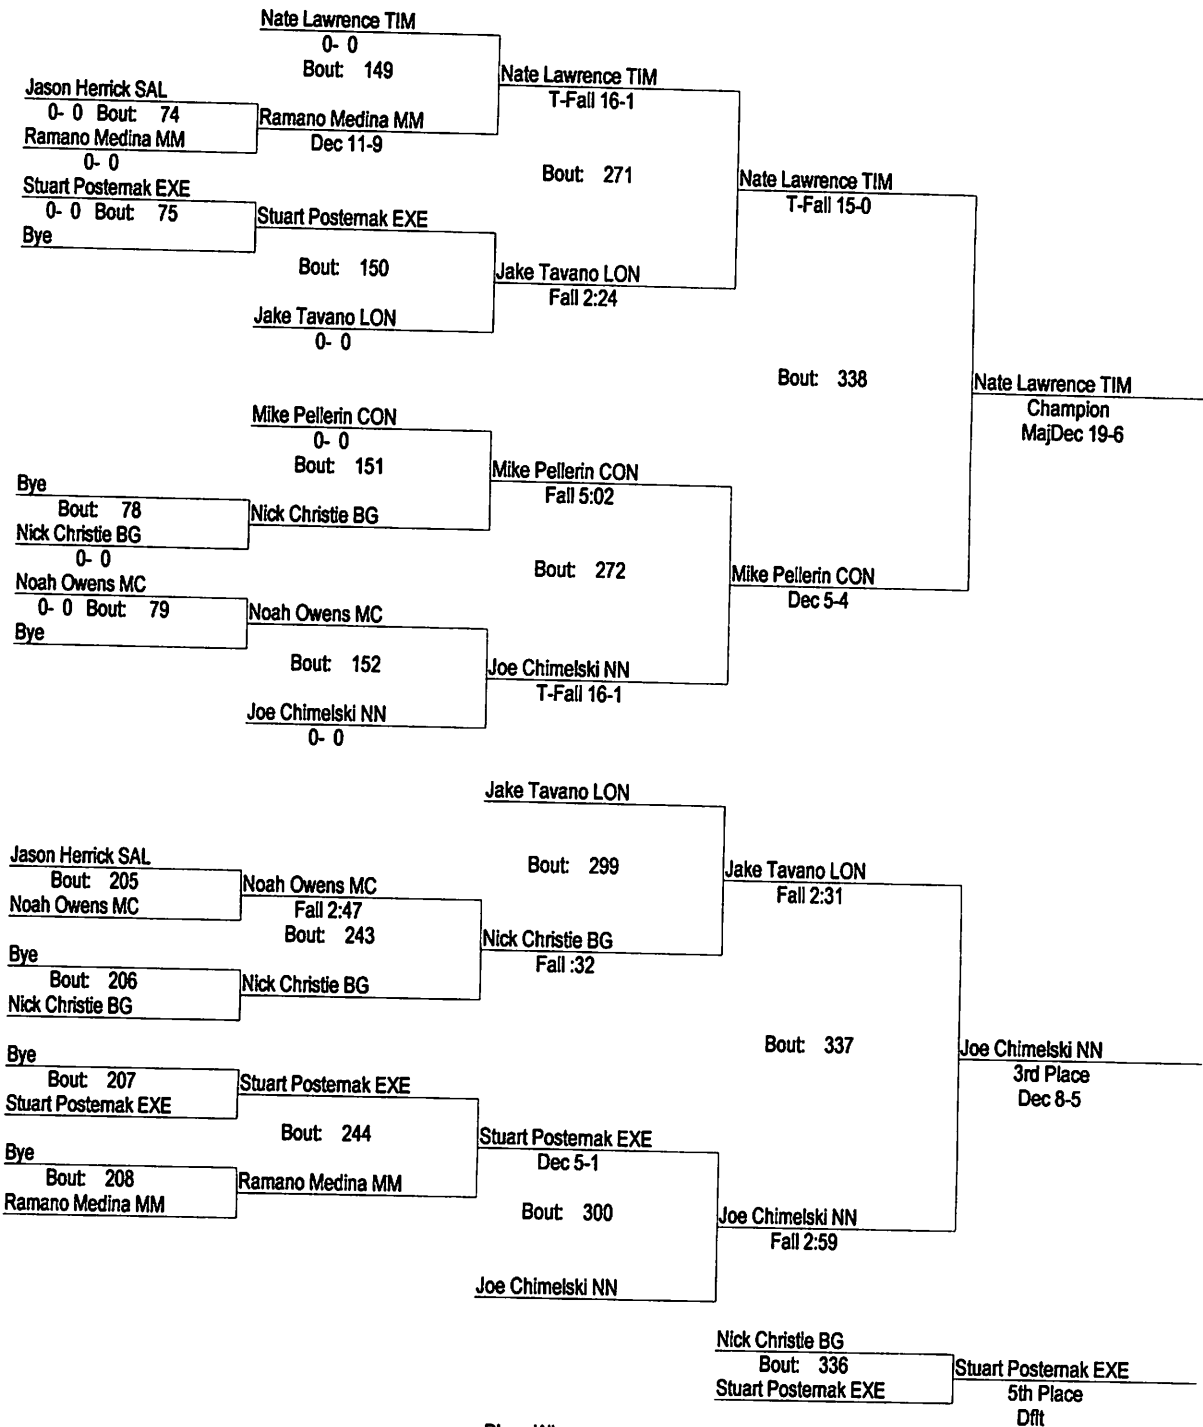 Nate Lawrence TIM
0- 0
Bout: 149
Nate Lawrence TIM
T-Fall 16-1
Jason Herrick SAL
0- 0 Bout: 74
Ramano Medina MM
0- 0
Ramano Medina MM
Dec 11-9
Bout: 271
Nate Lawrence TIM
T-Fall 15-0
Stuart Posternak EXE
0- 0 Bout: 75
Bye
Stuart Posternak EXE
Bout: 150
Jake Tavano LON
Fall 2:24
Jake Tavano LON
0- 0
Bout: 338
Nate Lawrence TIM
Champion
MajDec 19-6
Mike Pellerin CON
0- 0
Bout: 151
Mike Pellerin CON
Fall 5:02
Bye
Bout: 78
Nick Christie BG
0- 0
Nick Christie BG
Bout: 272
Mike Pellerin CON
Dec 5-4
Noah Owens MC
0- 0 Bout: 79
Bye
Noah Owens MC
Bout: 152
Joe Chimelski NN
T-Fall 16-1
Joe Chimelski NN
0- 0
Jake Tavano LON
Bout: 299
Jake Tavano LON
Fall 2:31
Jason Herrick SAL
Bout: 205
Noah Owens MC
Noah Owens MC
Fall 2:47
Bout: 243
Nick Christie BG
Fall :32
Bye
Bout: 206
Nick Christie BG
Nick Christie BG
Bout: 337
Joe Chimelski NN
3rd Place
Dec 8-5
Bye
Bout: 207
Stuart Posternak EXE
Stuart Posternak EXE
Bout: 244
Stuart Posternak EXE
Dec 5-1
Bye
Bout: 208
Ramano Medina MM
Ramano Medina MM
Bout: 300
Joe Chimelski NN
Fall 2:59
Joe Chimelski NN
Nick Christie BG
Bout: 336
Stuart Posternak EXE
Stuart Posternak EXE
5th Place
Dflt